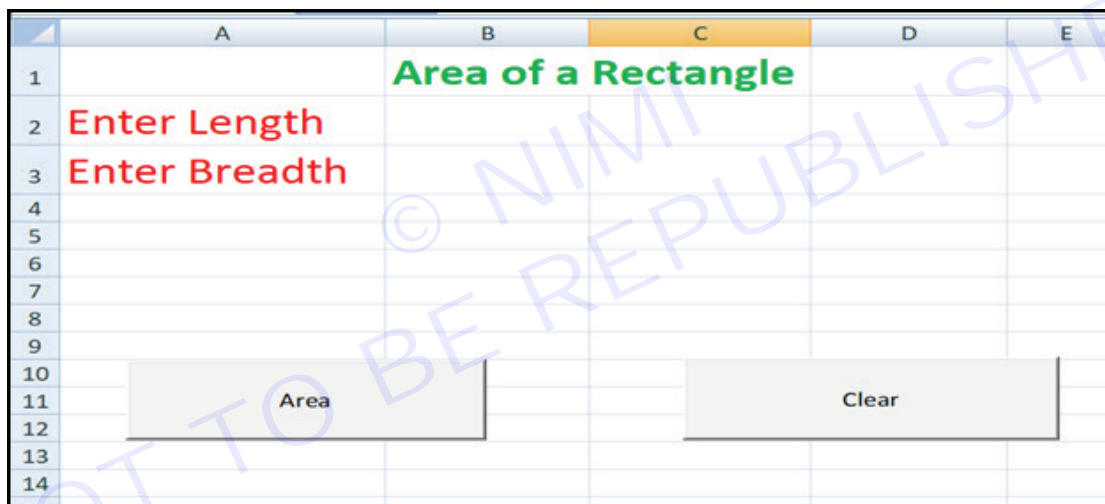 A B C D E
1 Area of a Rectangle
2 Enter Length
3 Enter Breadth
4
5
6
7
8
9
10
11 Area Clear
12
13
14
© NIMI
NOT TO BE REPUBLISHED